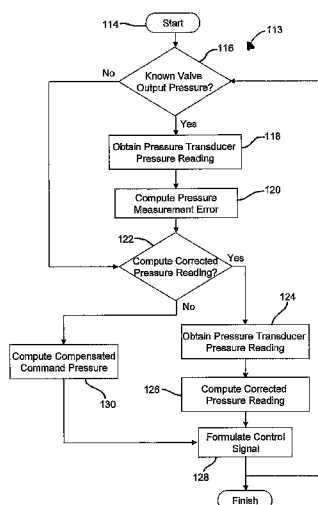 Start
114
116
113
No
Known Valve
Output Pressure?
Yes
118
Obtain Pressure Transducer
Pressure Reading
120
Compute Pressure
Measurement Error
122
Compute Corrected
Pressure Reading?
Yes
No
124
Obtain Pressure Transducer
Pressure Reading
Compute Compensated
Command Pressure
130
126
Compute Corrected
Pressure Reading
Formulate Control
Signal
128
Finish